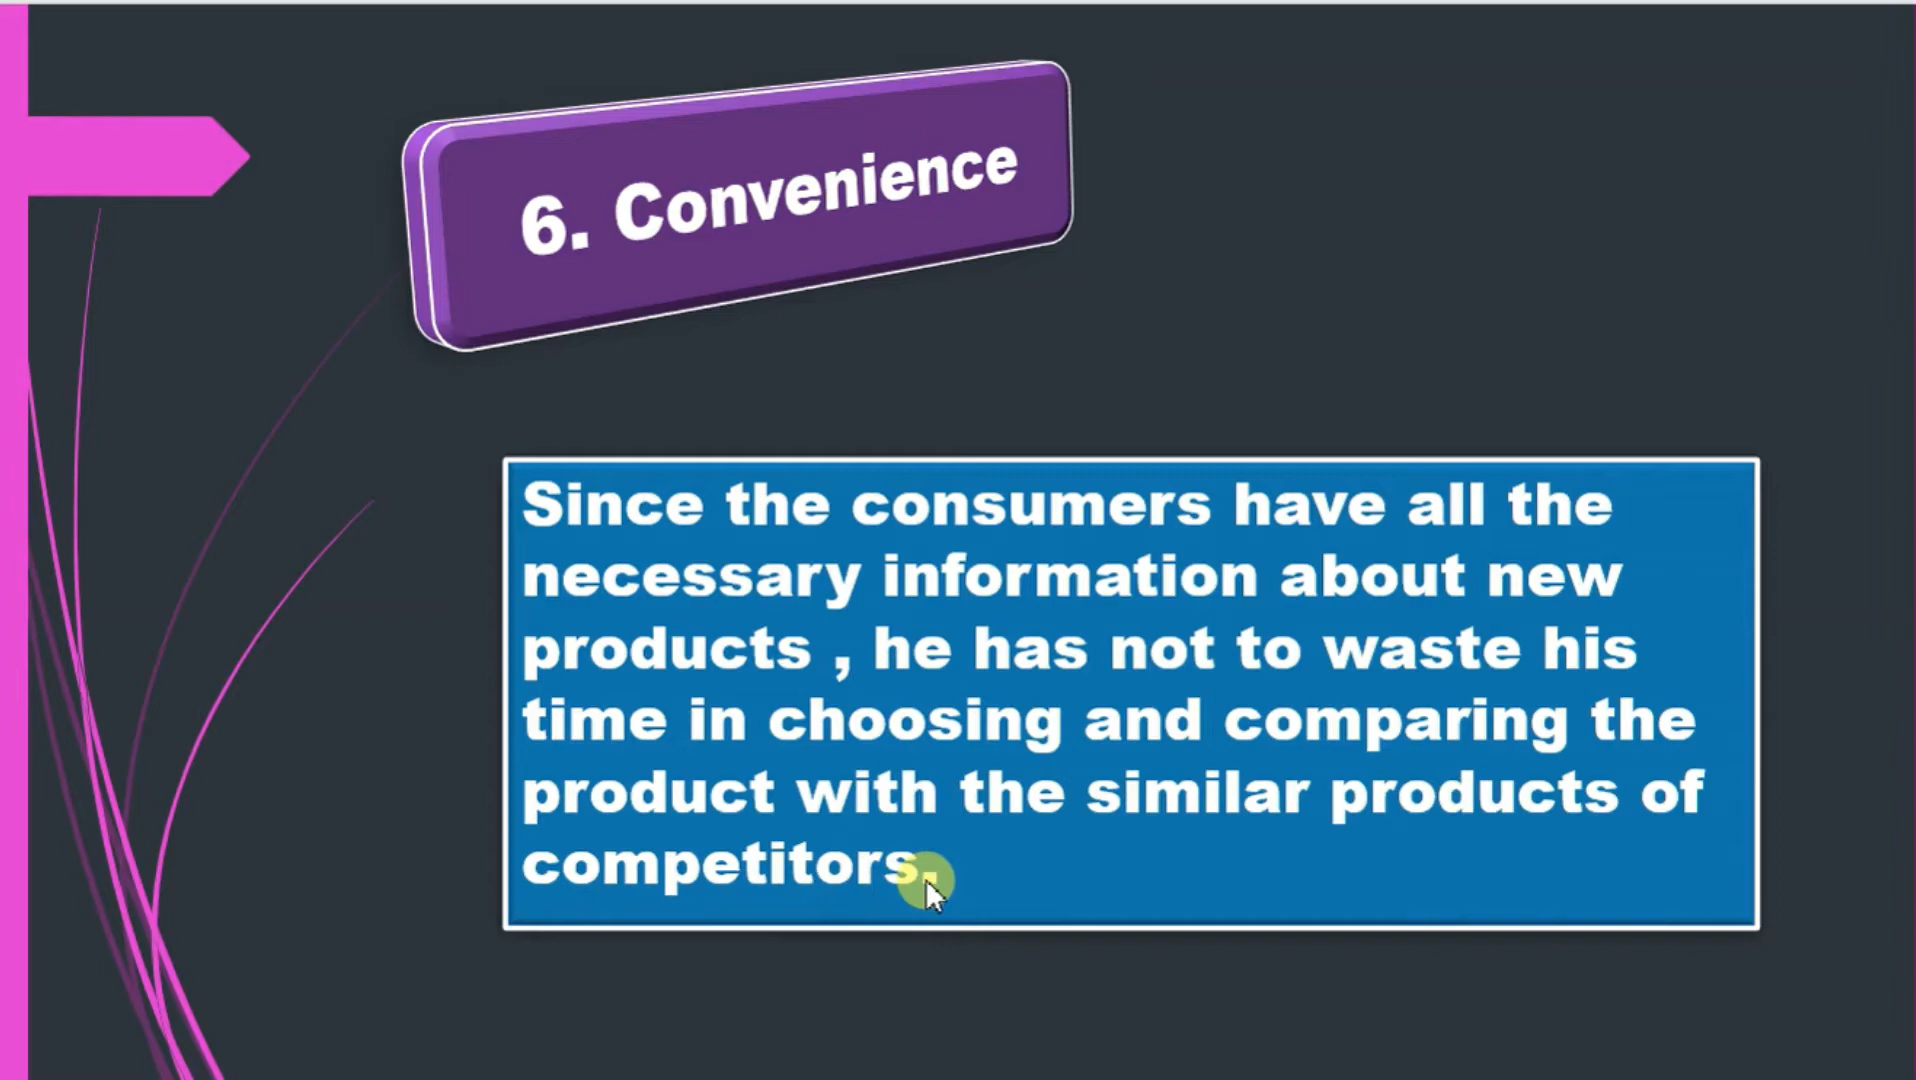 6. Convenience
Since the consumers have all the
necessary information about new
products , he has not to waste his
time in choosing and comparing the
product with the similar products of
competitors.